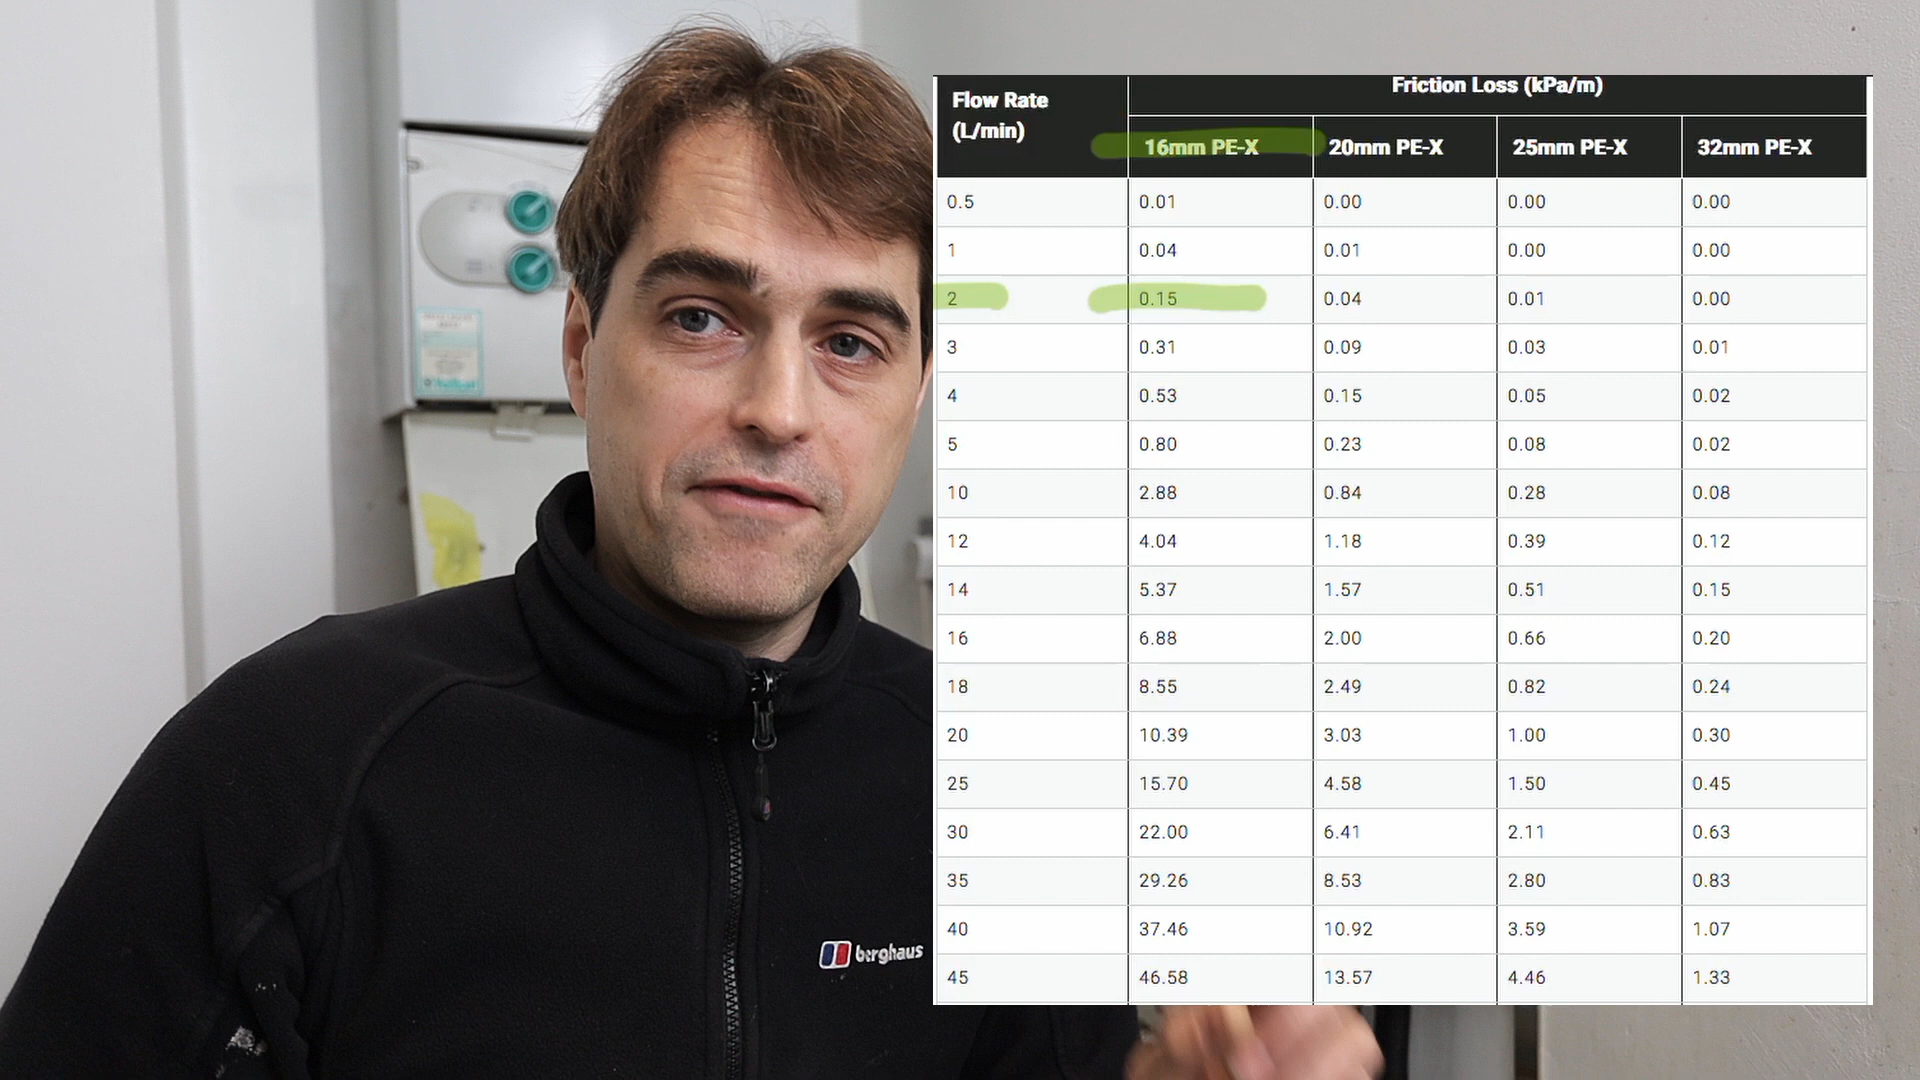 Friction Loss (kPa/m)
Flow Rate
(L/min)
16mm PE-X 20mm PE-X 25mm PE-X 32mm PE-X
0.5 0.01 0.00 0.00 0.00
1 0.04 0.01 0.00 0.00
2 0.15 0.04 0.01 0.00
3 0.31 0.09 0.03 0.01
4 0.53 0.15 0.05 0.02
5 0.80 0.23 0.08 0.02
10 2.88 0.84 0.28 0.08
12 4.04 1.18 0.39 0.12
14 5.37 1.57 0.51 0.15
16 6.88 2.00 0.66 0.20
18 8.55 2.49 0.82 0.24
20 10.39 3.03 1.00 0.30
25 15.70 4.58 1.50 0.45
30 22.00 6.41 2.11 0.63
35 29.26 8.53 2.80 0.83
40 37.46 10.92 3.59 1.07
45 46.58 13.57 4.46 1.33
berghaus